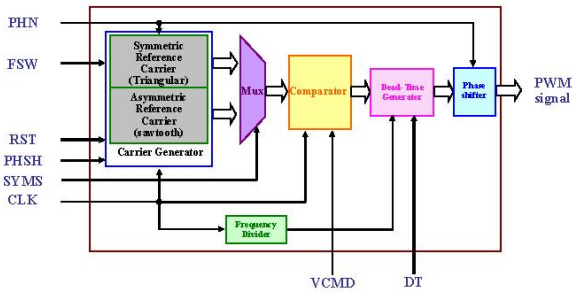 PHN
FSW
RST
PHSH
SYMS
CLK
Symmetric
Reference
Carrier
(Triangular)
Asymmetric
Reference
Carrier
(sawtooth)
Carrier Generator
Mux
Comparator
Dead-Time
Generator
Phase
shifter
PWM
signal
Frequency
Divider
VCMD
DT